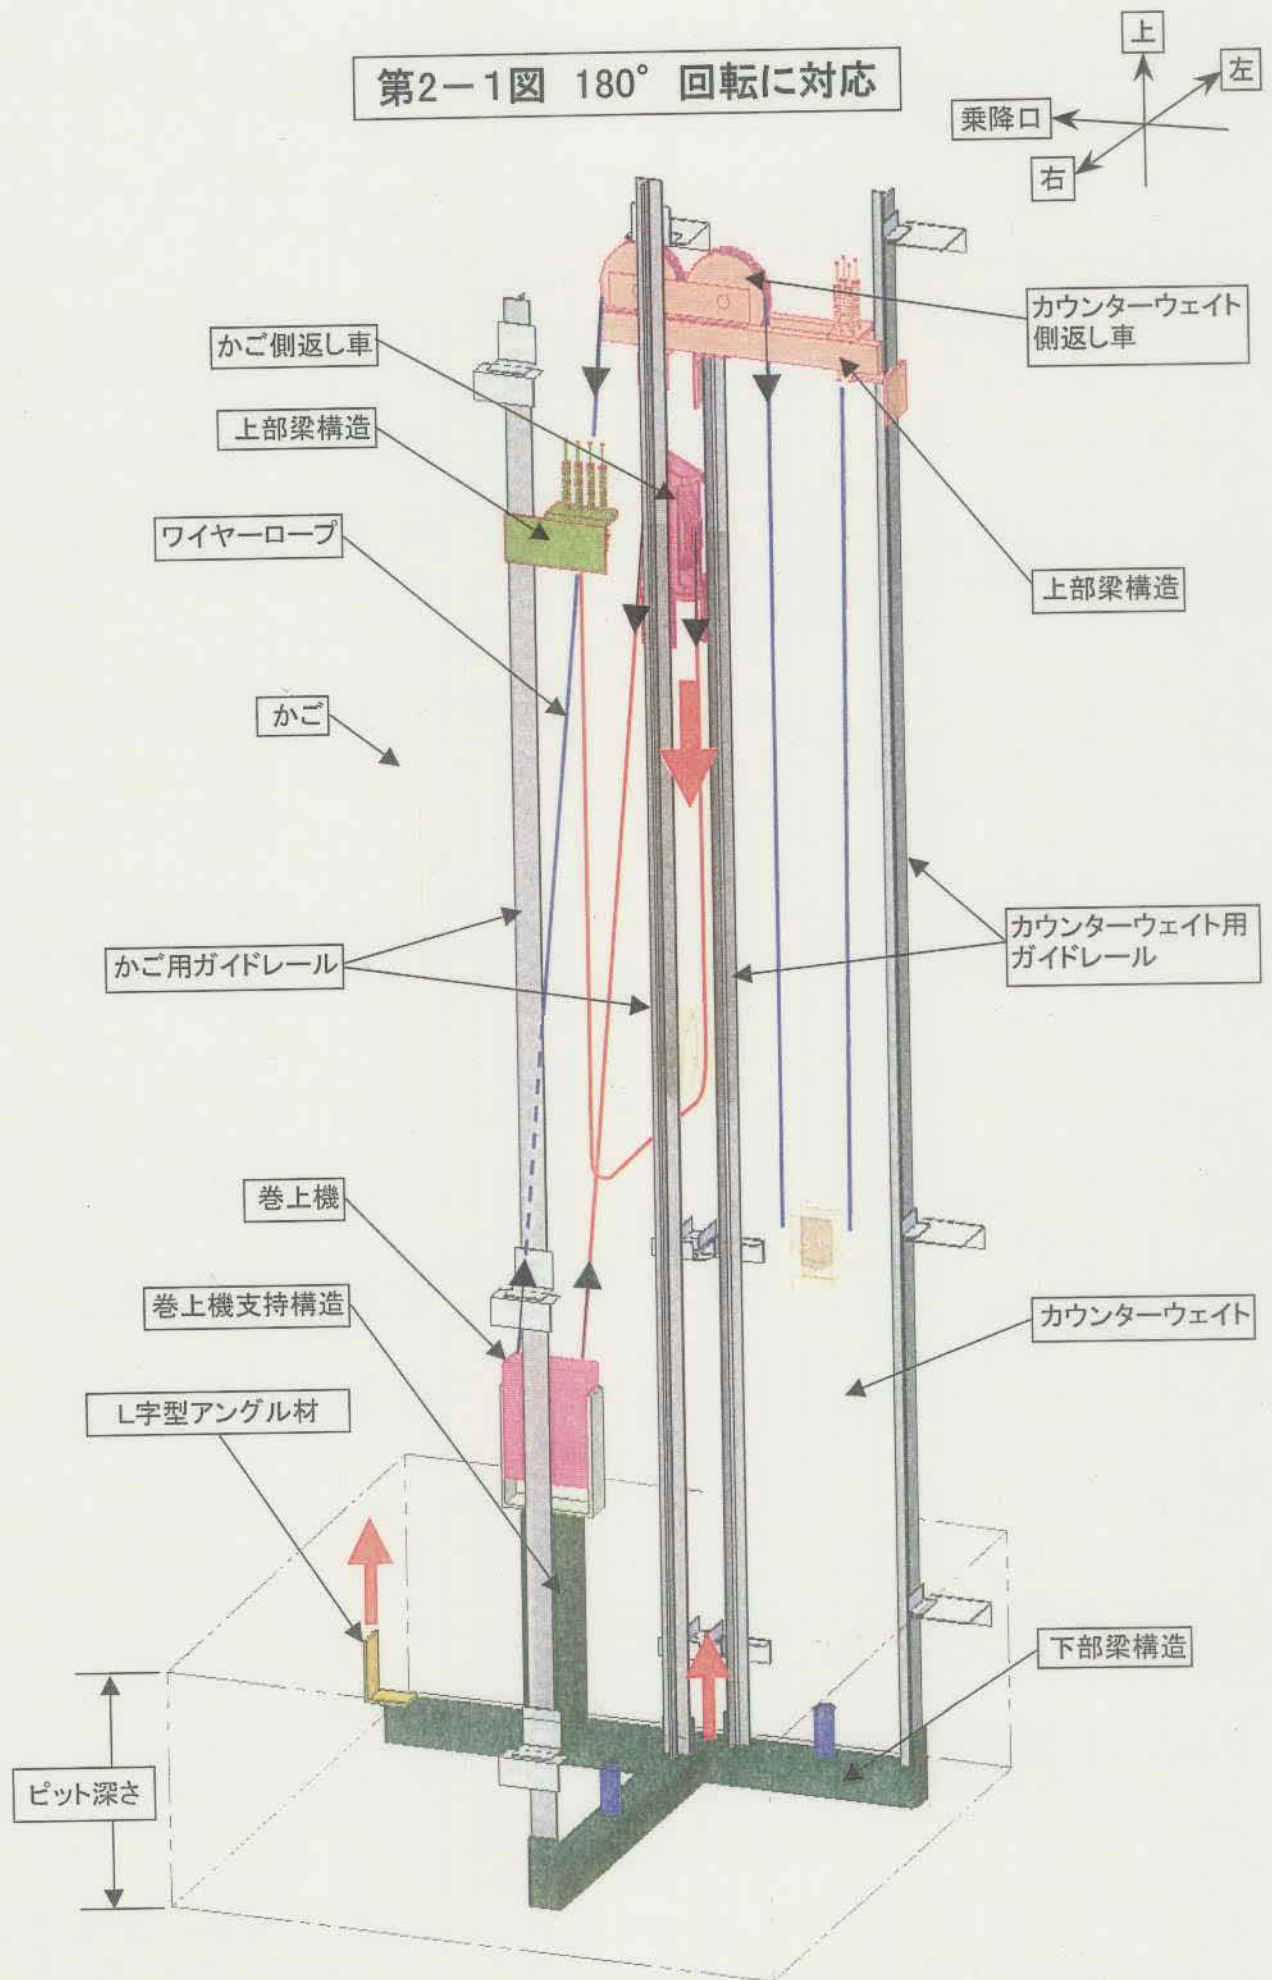 第2-1図 180° 回転に対応
上
左
乗降口
右
カウンターウェイト
側返し車
かご側返し車
上部梁構造
ワイヤーロープ
上部梁構造
かご
カウンターウェイト用
ガイドレール
かご用ガイドレール
巻上機
巻上機支持構造
カウンターウェイト
L字型アングル材
下部梁構造
ピット深さ